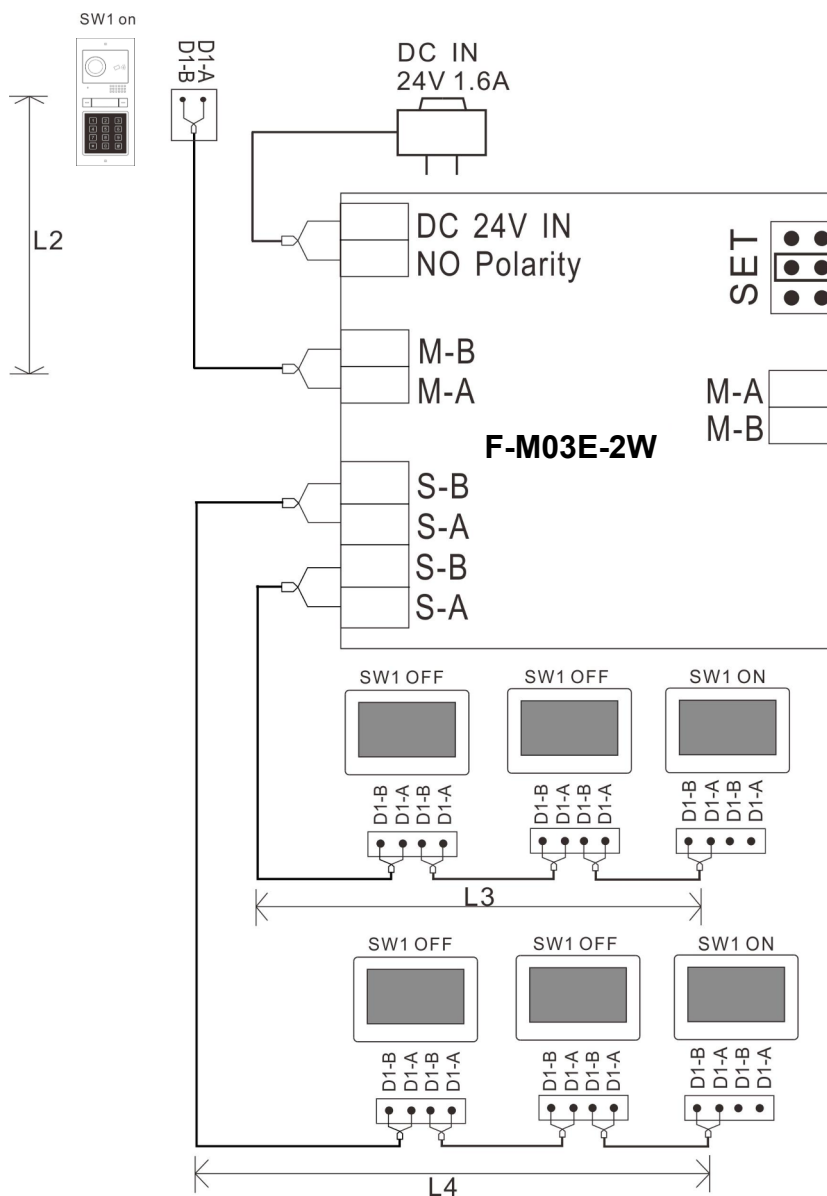 SW1 on
D1-A
D1-B
DC IN
24V 1.6A
L2
DC 24V IN
NO Polarity
SET
M-B
M-A
M-A
M-B
F-M03E-2W
S-B
S-A
S-B
S-A
SW1 OFF SW1 OFF SW1 ON
D1-B D1-A D1-B D1-A D1-B D1-A D1-B D1-A D1-B D1-A D1-B D1-A
L3
SW1 OFF SW1 OFF SW1 ON
D1-B D1-A D1-B D1-A D1-B D1-A D1-B D1-A D1-B D1-A D1-B D1-A
L4